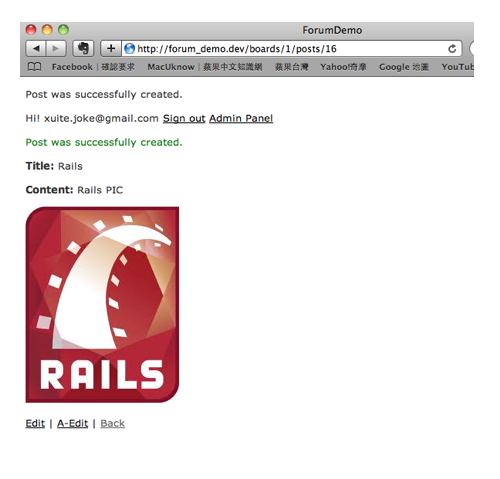 ForumDemo
http://forum_demo.dev/boards/1/posts/16
Facebook | 確認要求 MacUknow | 蘋果中文知識網 蘋果台灣 Yahoo!奇摩 Google 地圖 YouTub
Post was successfully created.
Hi! xuite.joke@gmail.com Sign out Admin Panel
Post was successfully created.
Title: Rails
Content: Rails PIC
RAILS
Edit | A-Edit | Back